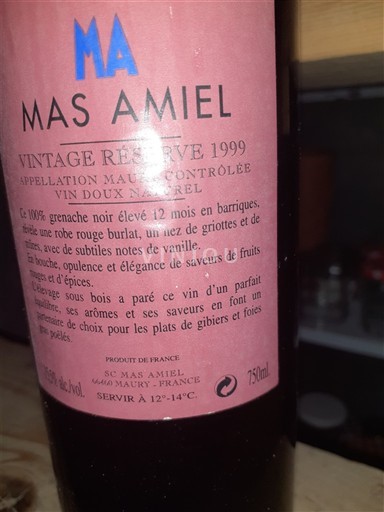 MA
MAS AMIEL
VINTAGE RÉSERVE 1999
APPELLATION MAURY CONTRÔLÉE
VIN DOUX NATUREL
Ce 100% grenache noir élevé 12 mois en barriques,
révèle une robe rouge burlat, un nez de griottes et de
mûres, avec de subtiles notes de vanille.
En bouche, opulence et élégance de saveurs de fruits
rouges et d'épices.
L'élevage sous bois a paré ce vin d'un parfait
équilibre, ses arômes et ses saveurs en font un
partenaire de choix pour les plats de gibiers et foies
gras poêlés.
PRODUIT DE FRANCE
SC MAS AMIEL
66460 MAURY - FRANCE
alc./vol.
750ml
SERVIR À 12°-14°C.